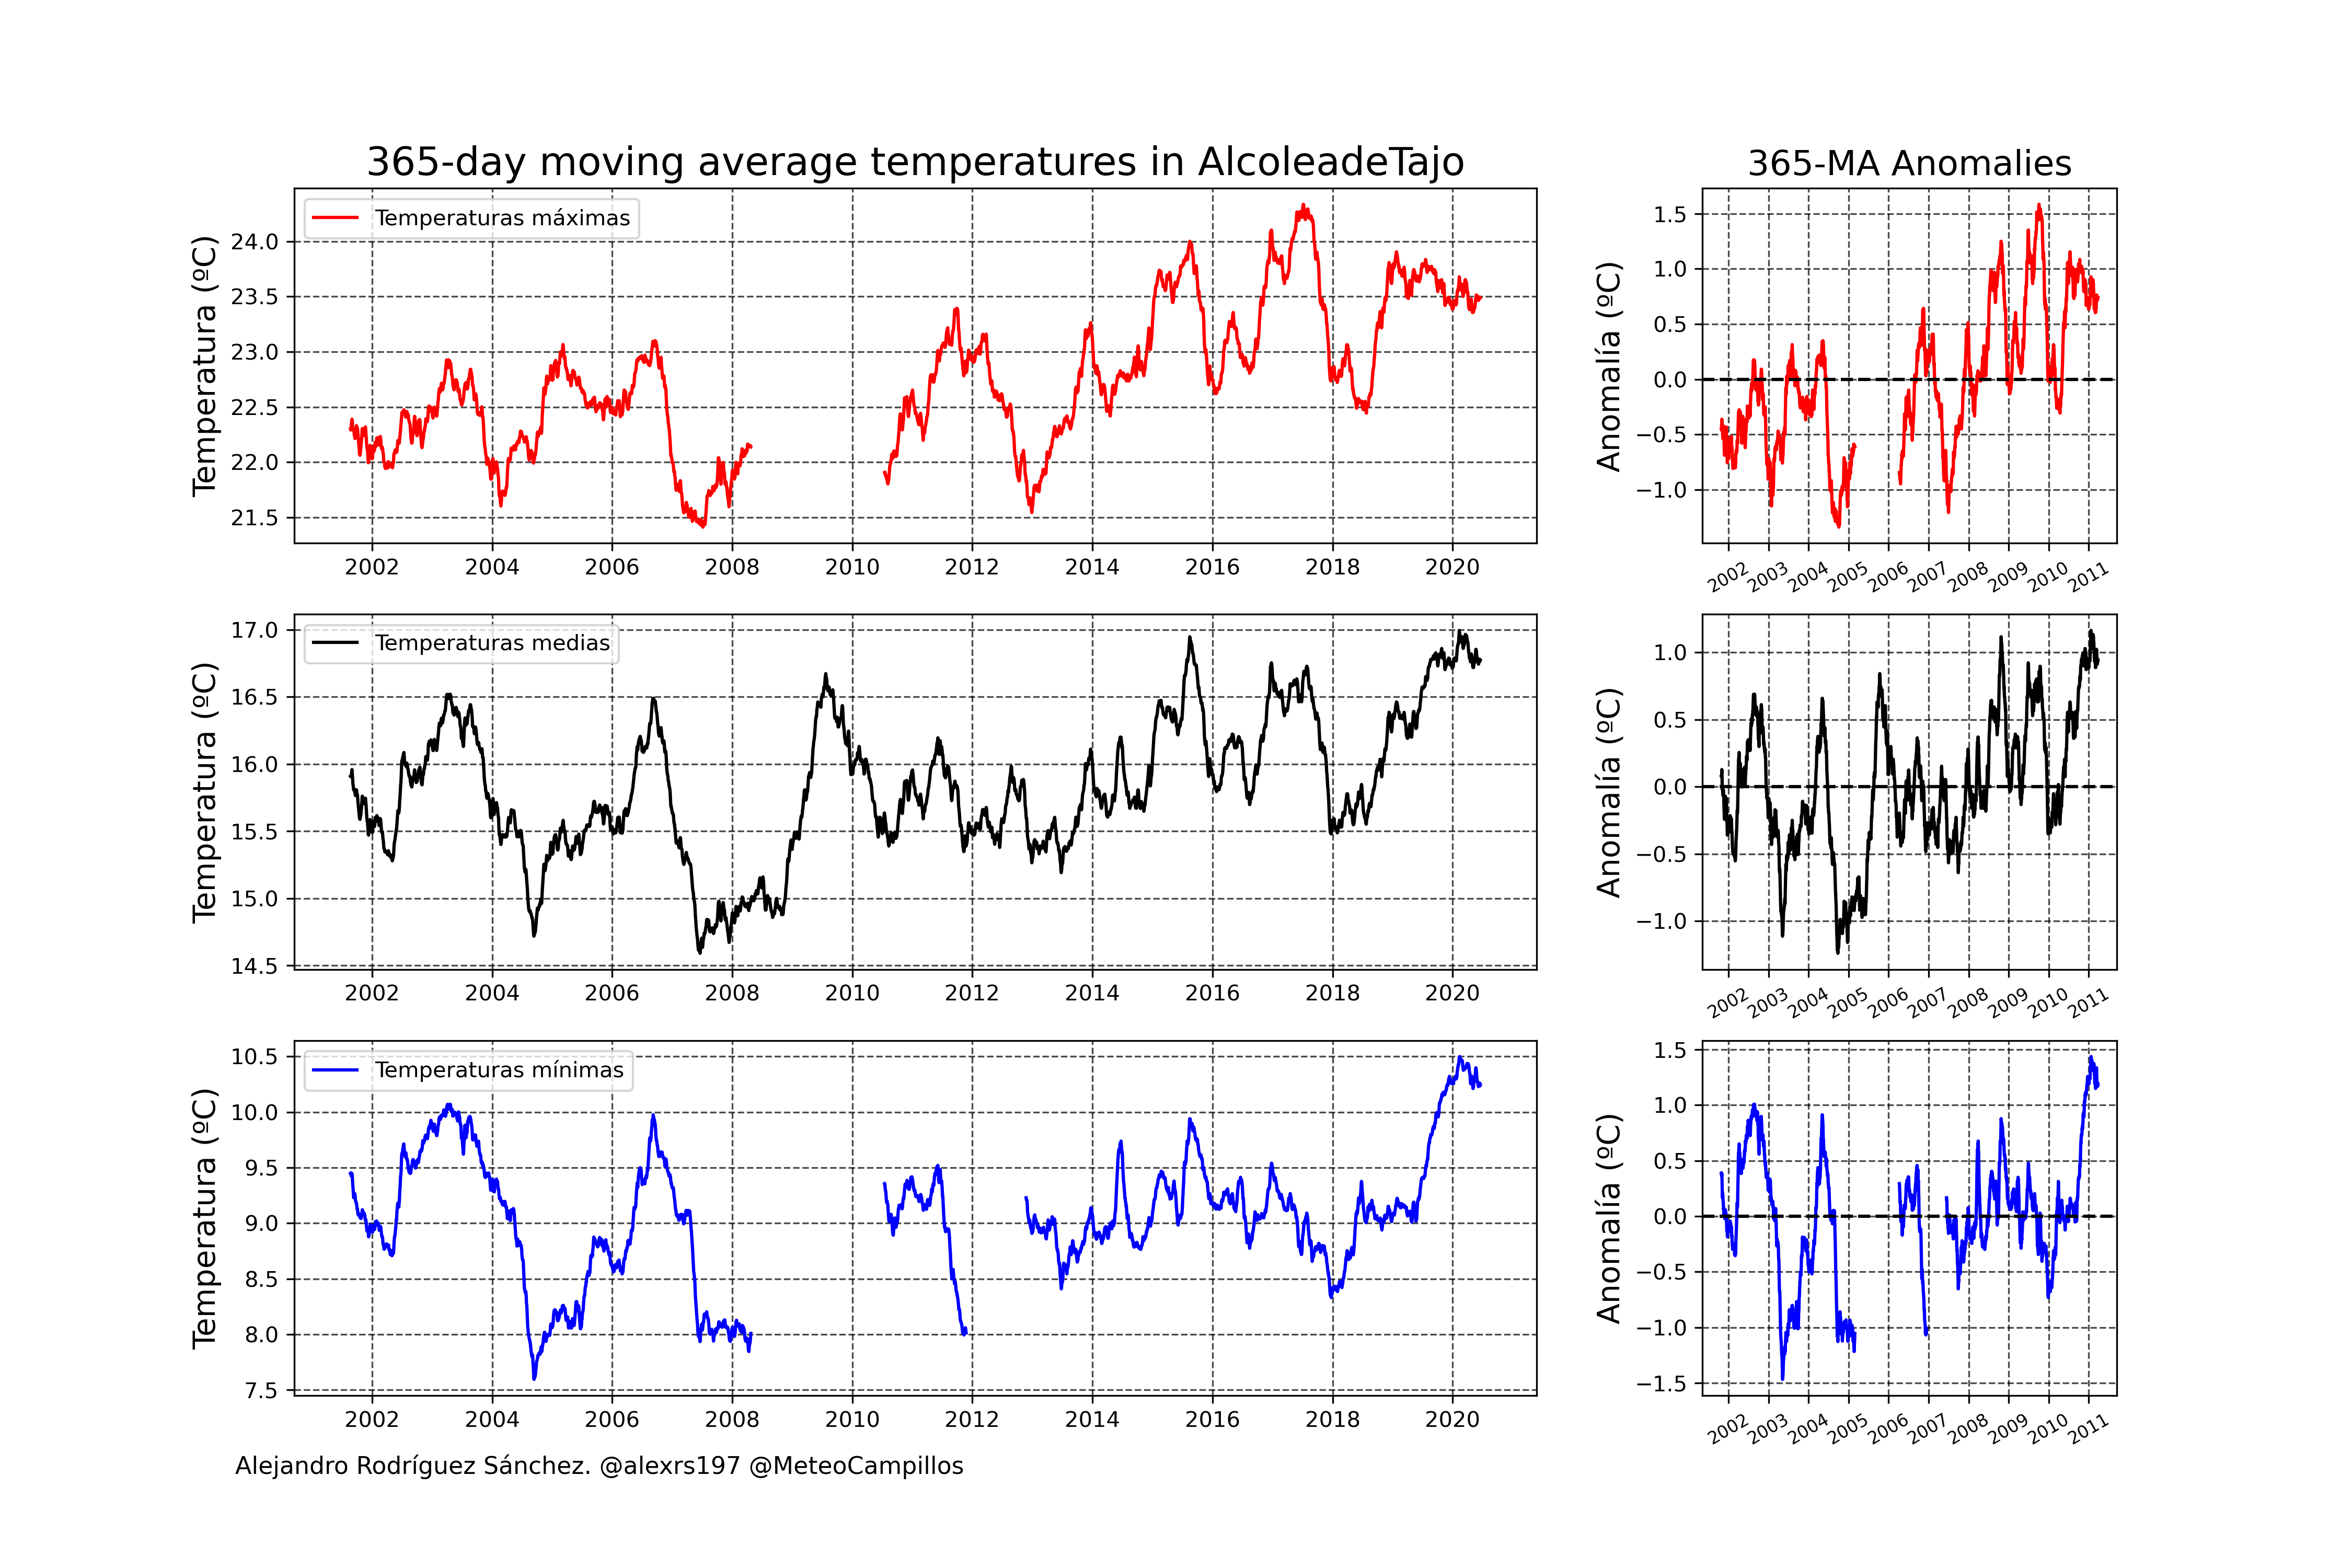 365-day moving average temperatures in AlcoleadeTajo
Temperatura (ºC)
24.0
23.5
23.0
22.5
22.0
21.5
Temperaturas máximas
2002 2004 2006 2008 2010 2012 2014 2016 2018 2020
365-MA Anomalies
Anomalía (ºC)
1.5
1.0
0.5
0.0
−0.5
−1.0
2002 2003 2004 2005 2006 2007 2008 2009 2010 2011
Temperatura (ºC)
17.0
16.5
16.0
15.5
15.0
14.5
Temperaturas medias
2002 2004 2006 2008 2010 2012 2014 2016 2018 2020
Anomalía (ºC)
1.0
0.5
0.0
−0.5
−1.0
2002 2003 2004 2005 2006 2007 2008 2009 2010 2011
Temperatura (ºC)
10.5
10.0
9.5
9.0
8.5
8.0
7.5
Temperaturas mínimas
2002 2004 2006 2008 2010 2012 2014 2016 2018 2020
Anomalía (ºC)
1.5
1.0
0.5
0.0
−0.5
−1.0
−1.5
2002 2003 2004 2005 2006 2007 2008 2009 2010 2011
Alejandro Rodríguez Sánchez. @alexrs197 @MeteoCampillos